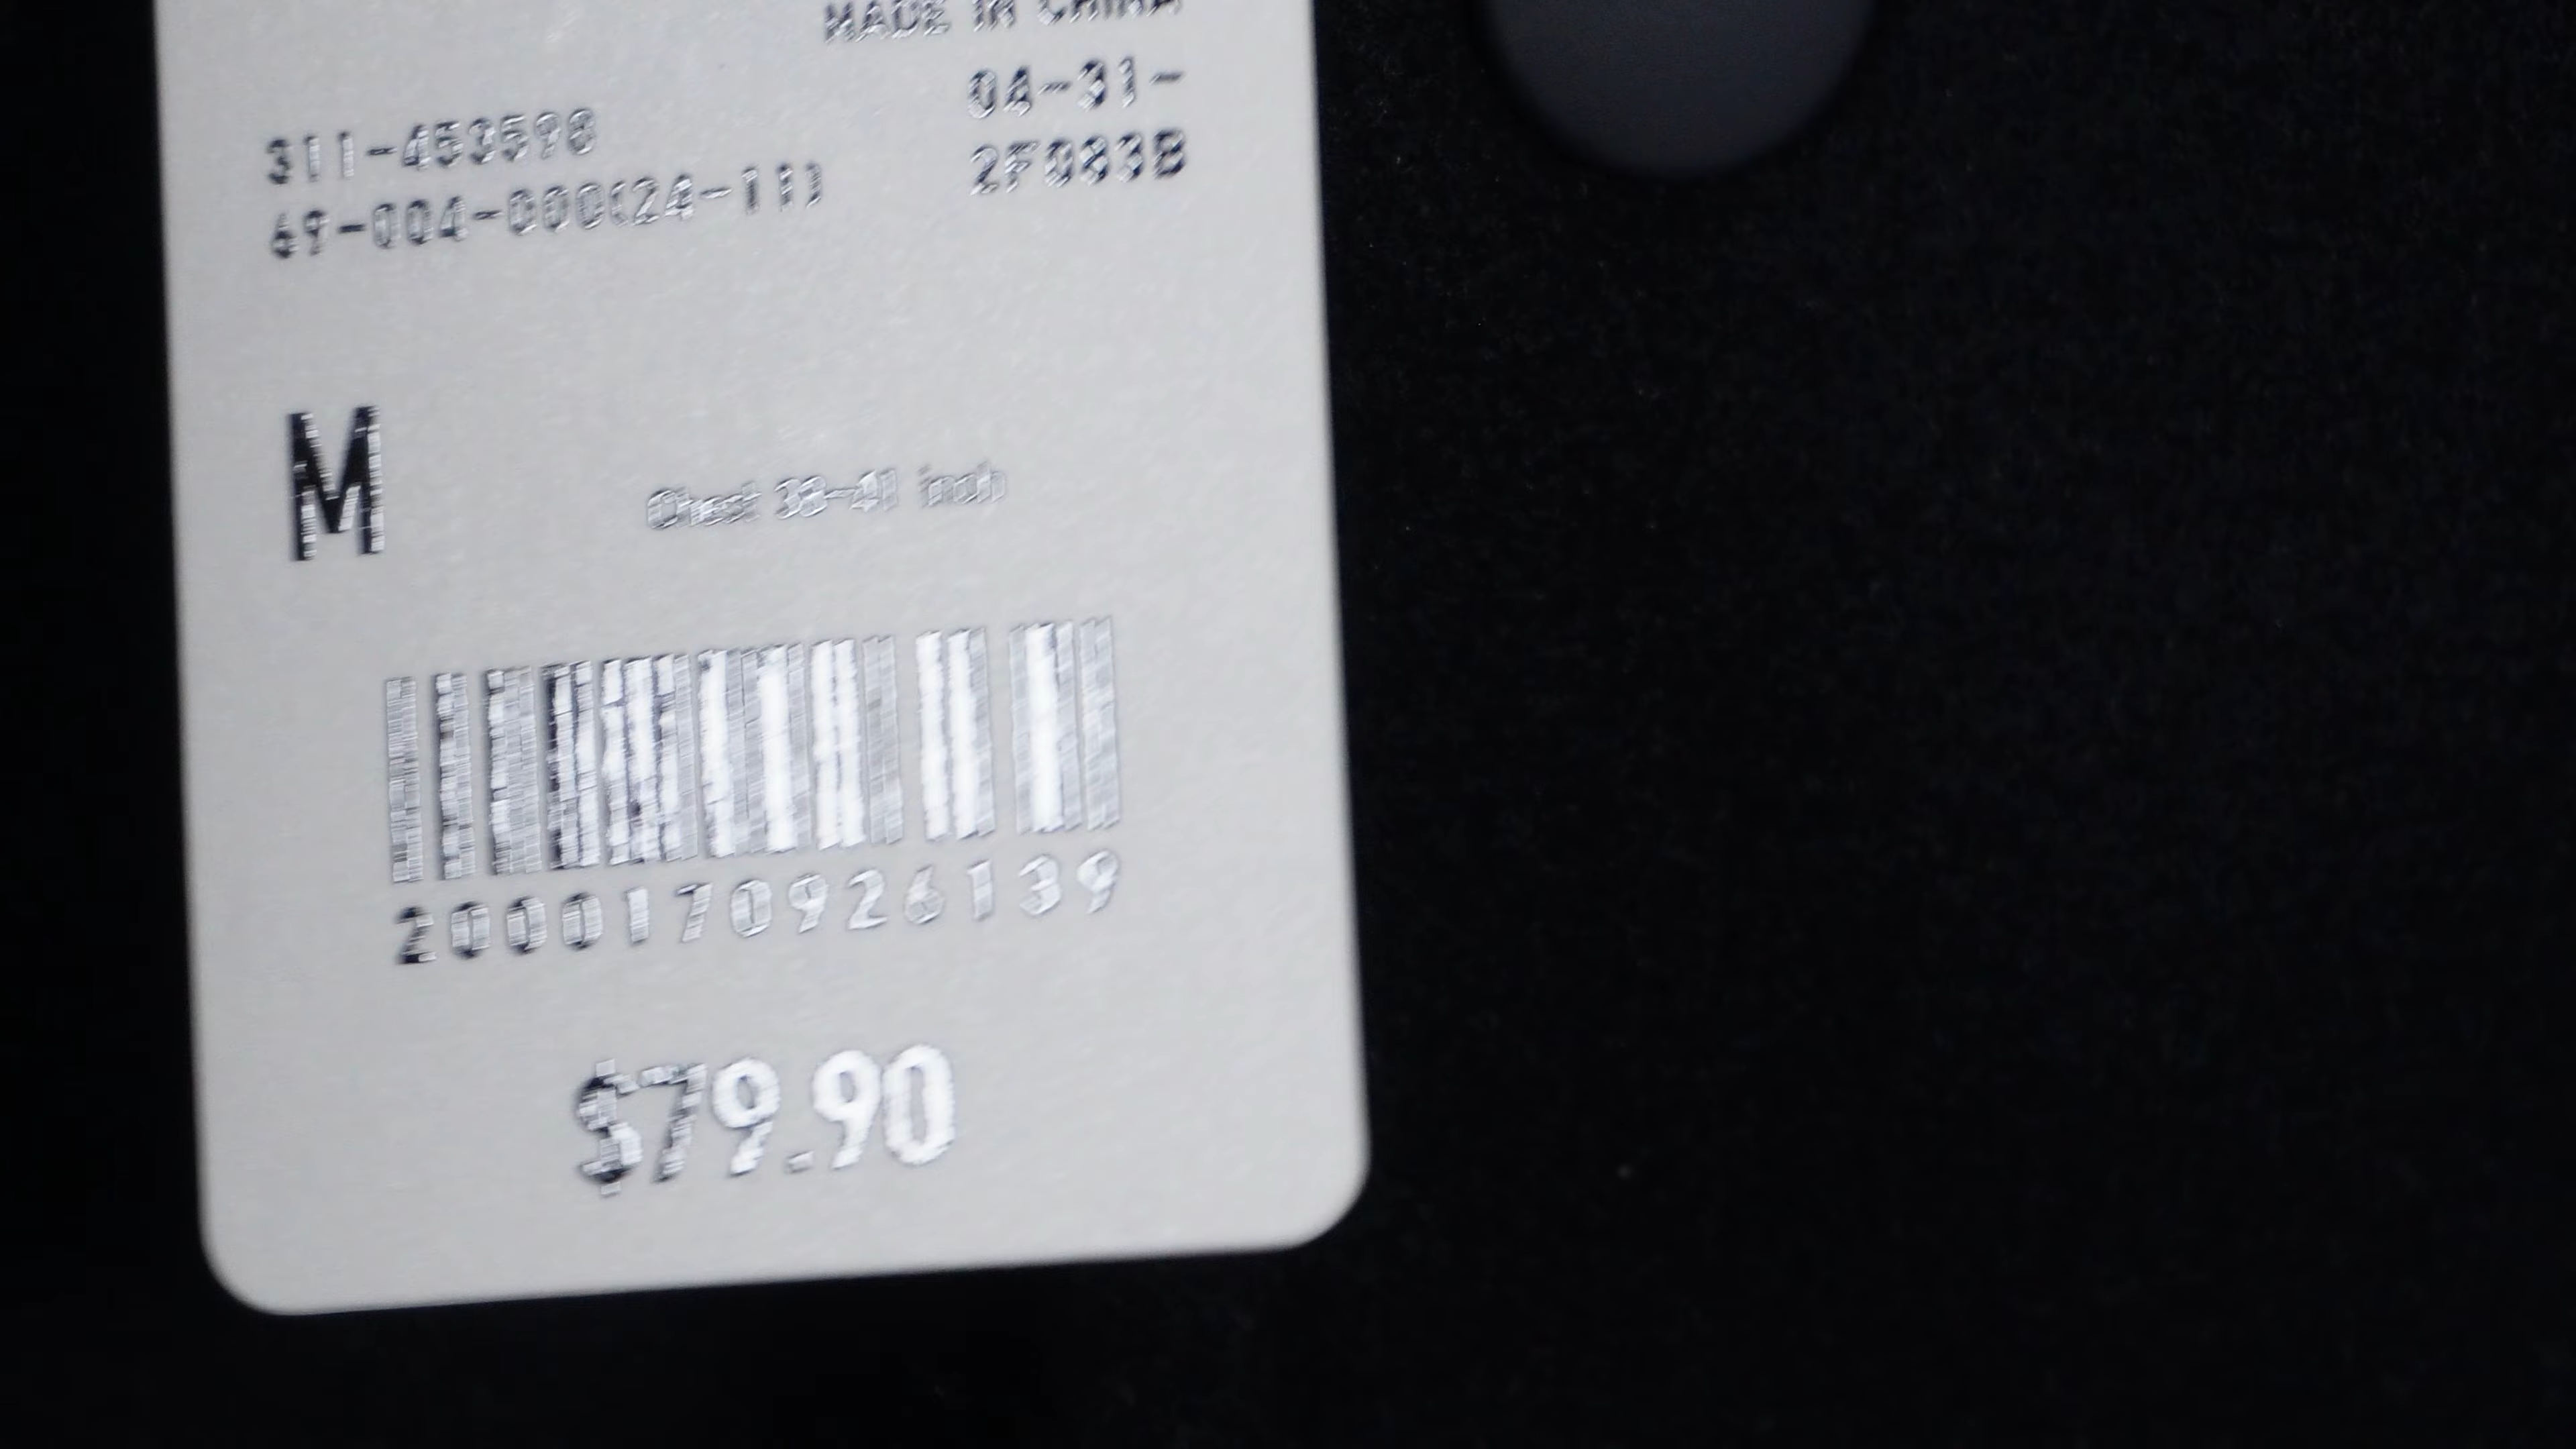 MADE IN CHINA
04-31-
311-453598
2F083B
69-004-000(24-11)
M
Chest 38-41 inch
2000170926139
$79.90